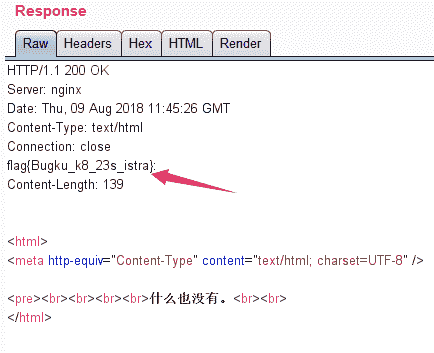 Response
Raw Headers Hex HTML Render
HTTP/1.1 200 OK
Server: nginx
Date: Thu, 09 Aug 2018 11:45:26 GMT
Content-Type: text/html
Connection: close
flag{Bugku_k8_23s_istra}:
Content-Length: 139
<html>
<meta http-equiv="Content-Type" content="text/html; charset=UTF-8" />
<pre><br><br><br><br>什么也没有。<br><br>
</html>